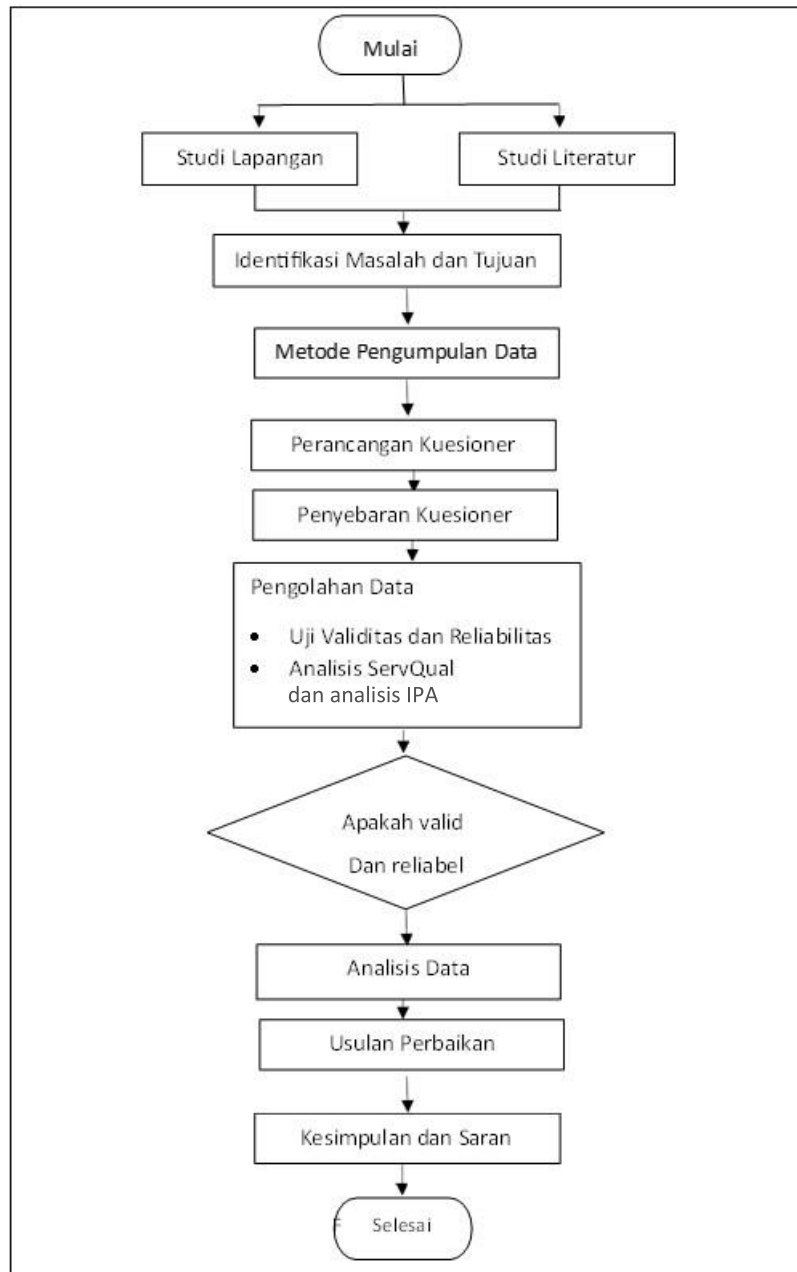 Mulai
Studi Lapangan
Studi Literatur
Identifikasi Masalah dan Tujuan
Metode Pengumpulan Data
Perancangan Kuesioner
Penyebaran Kuesioner
Pengolahan Data
• Uji Validitas dan Reliabilitas
• Analisis ServQual
dan analisis IPA
Apakah valid
Dan reliabel
Analisis Data
Usulan Perbaikan
Kesimpulan dan Saran
F Selesai